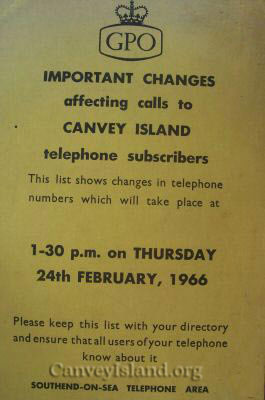 GPO
IMPORTANT CHANGES
affecting calls to
CANVEY ISLAND
telephone subscribers
This list shows changes in telephone
numbers which will take place at
1-30 p.m. on THURSDAY
24th FEBRUARY, 1966
Please keep this list with your directory
and ensure that all users of your telephone
know about it
CanveyIsland.org
SOUTHEND-ON-SEA TELEPHONE AREA